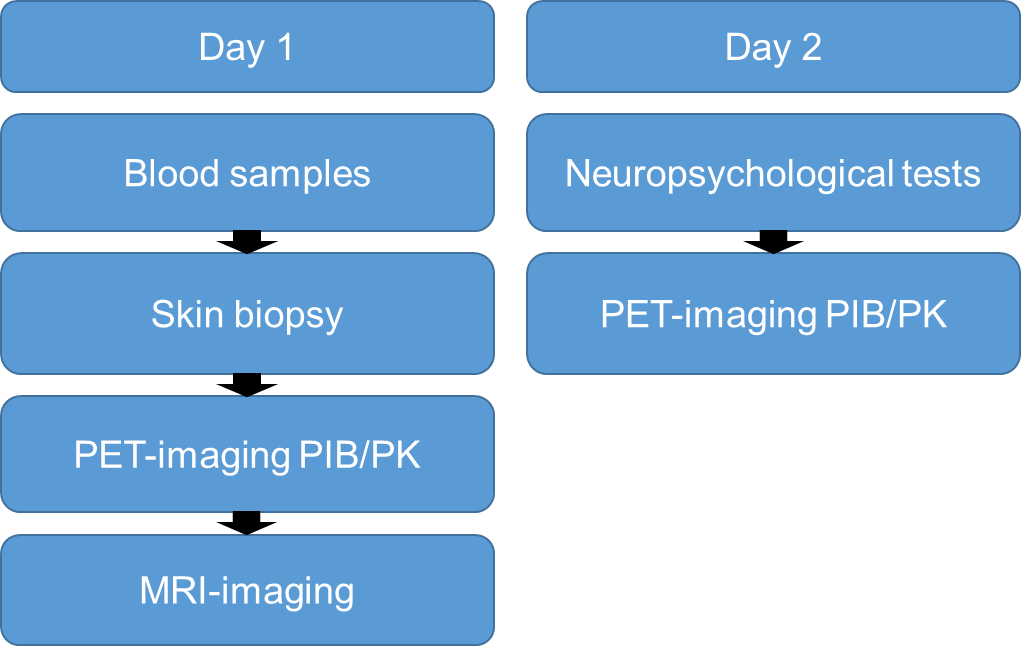 Day 1
Blood samples
Skin biopsy
PET-imaging PIB/PK
MRI-imaging
Day 2
Neuropsychological tests
PET-imaging PIB/PK